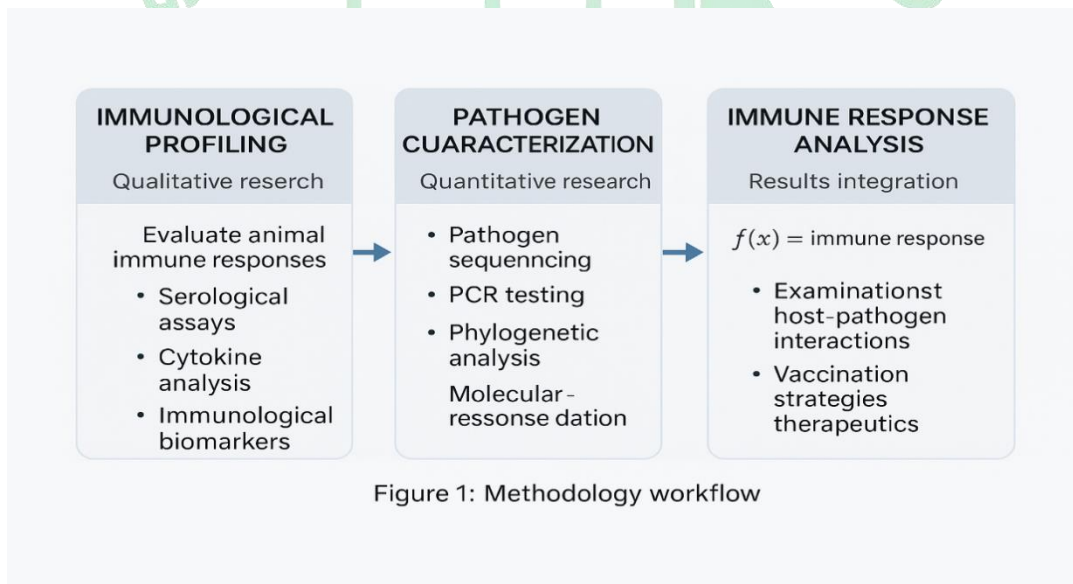 IMMUNOLOGICAL
PROFILING
Qualitative reserch
Evaluate animal
immune responses
• Serological
assays
• Cytokine
analysis
• Immunological
biomarkers
PATHOGEN
CUARACTERIZATION
Quantitative research
• Pathogen
sequenncing
• PCR testing
• Phylogenetic
analysis
Molecular-
ressonse dation
IMMUNE RESPONSE
ANALYSIS
Results integration
f(x) = immune response
• Examinationst
host-pathogen
interactions
• Vaccination
strategies
therapeutics
Figure 1: Methodology workflow